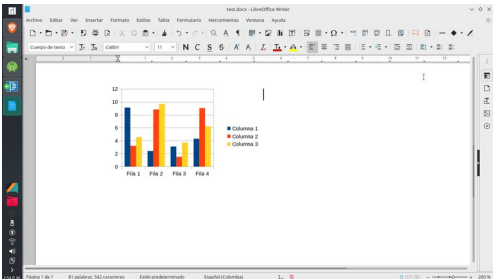 test.docx - LibreOffice Writer
Archivo Editar Ver Insertar Formato Estilos Tabla Formulario Herramientas Ventana Ayuda
Cuerpo de texto Calibri 11 N C S S
12
10
8
6
4
2
0
Fila 1 Fila 2 Fila 3 Fila 4
Columna 1
Columna 2
Columna 3
Página 1 de 1 81 palabras, 542 caracteres Estilo predeterminado Español (Colombia) 200 %